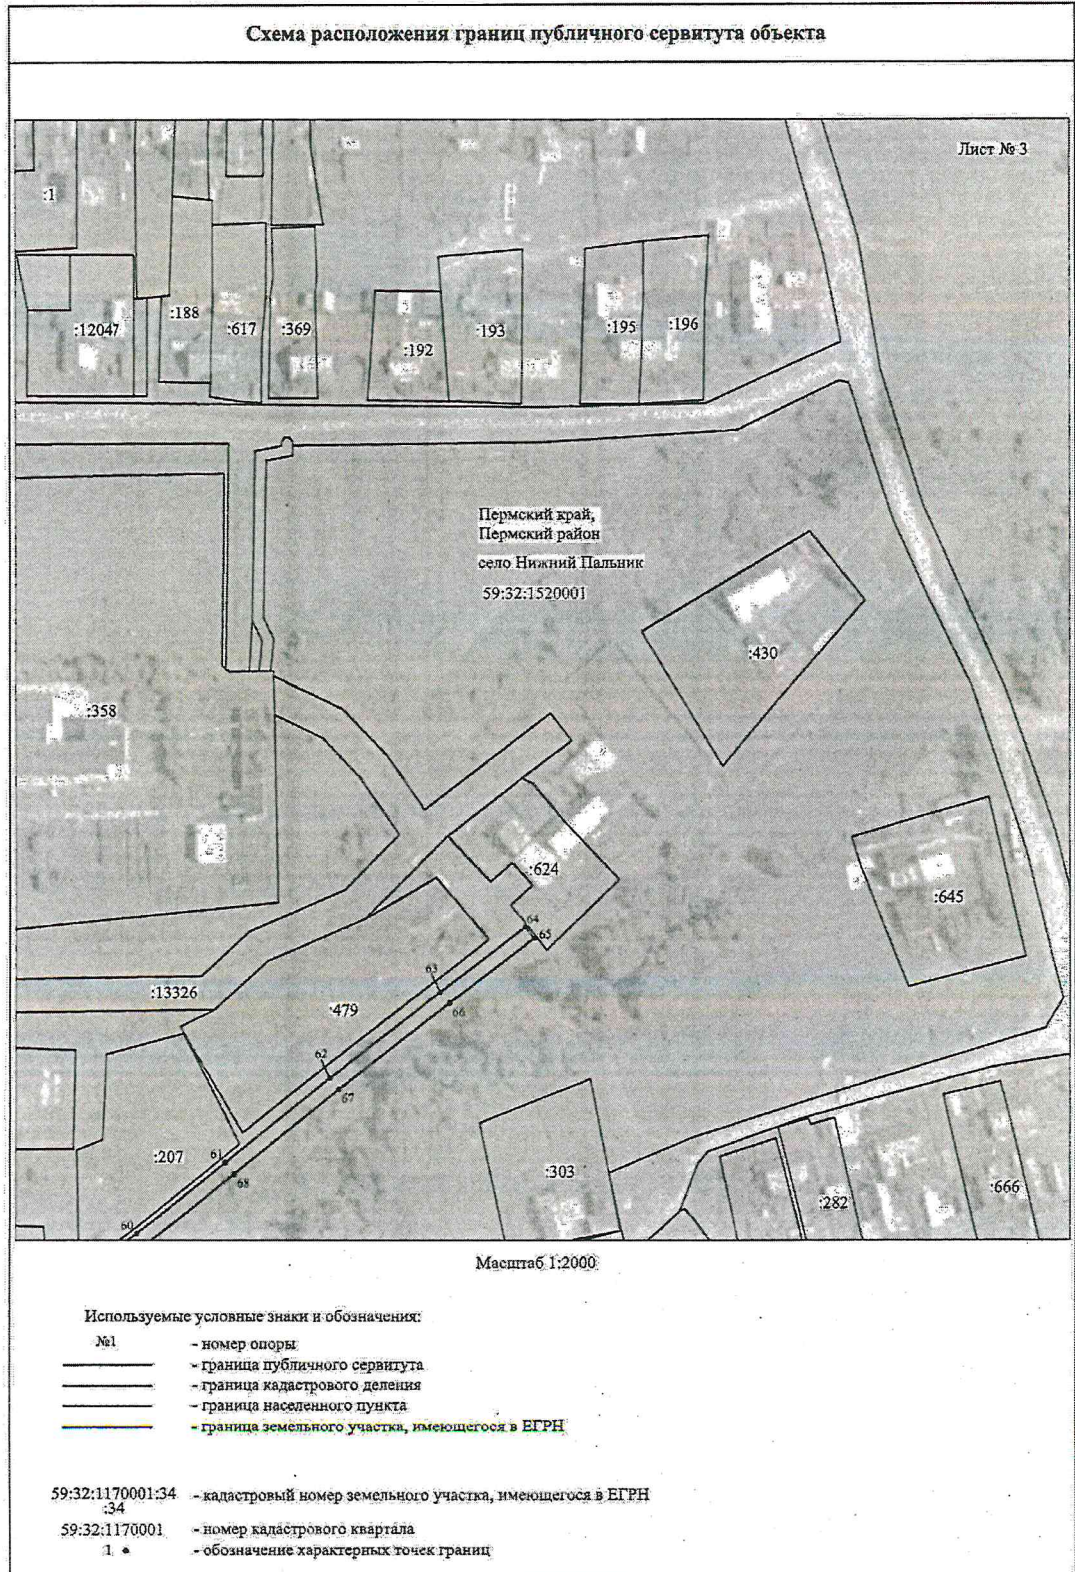 Схема расположения границ публичного сервитута объекта
Лист № 3
:1
:12047
:188
:617
:369
:192
:193
:195
:196
Пермский край,
Пермский район
село Нижний Пальник
59:32:1520001
:430
:358
:624
:645
64
65
63
66
:13326
:479
62
67
:207
61
68
60
:303
:282
:666
Масштаб 1:2000
Используемые условные знаки и обозначения:
№1 - номер опоры
- граница публичного сервитута
- граница кадастрового деления
- граница населенного пункта
- граница земельного участка, имеющегося в ЕГРН
59:32:1170001:34 - кадастровый номер земельного участка, имеющегося в ЕГРН
:34
59:32:1170001 - номер кадастрового квартала
1 • - обозначение характерных точек границ